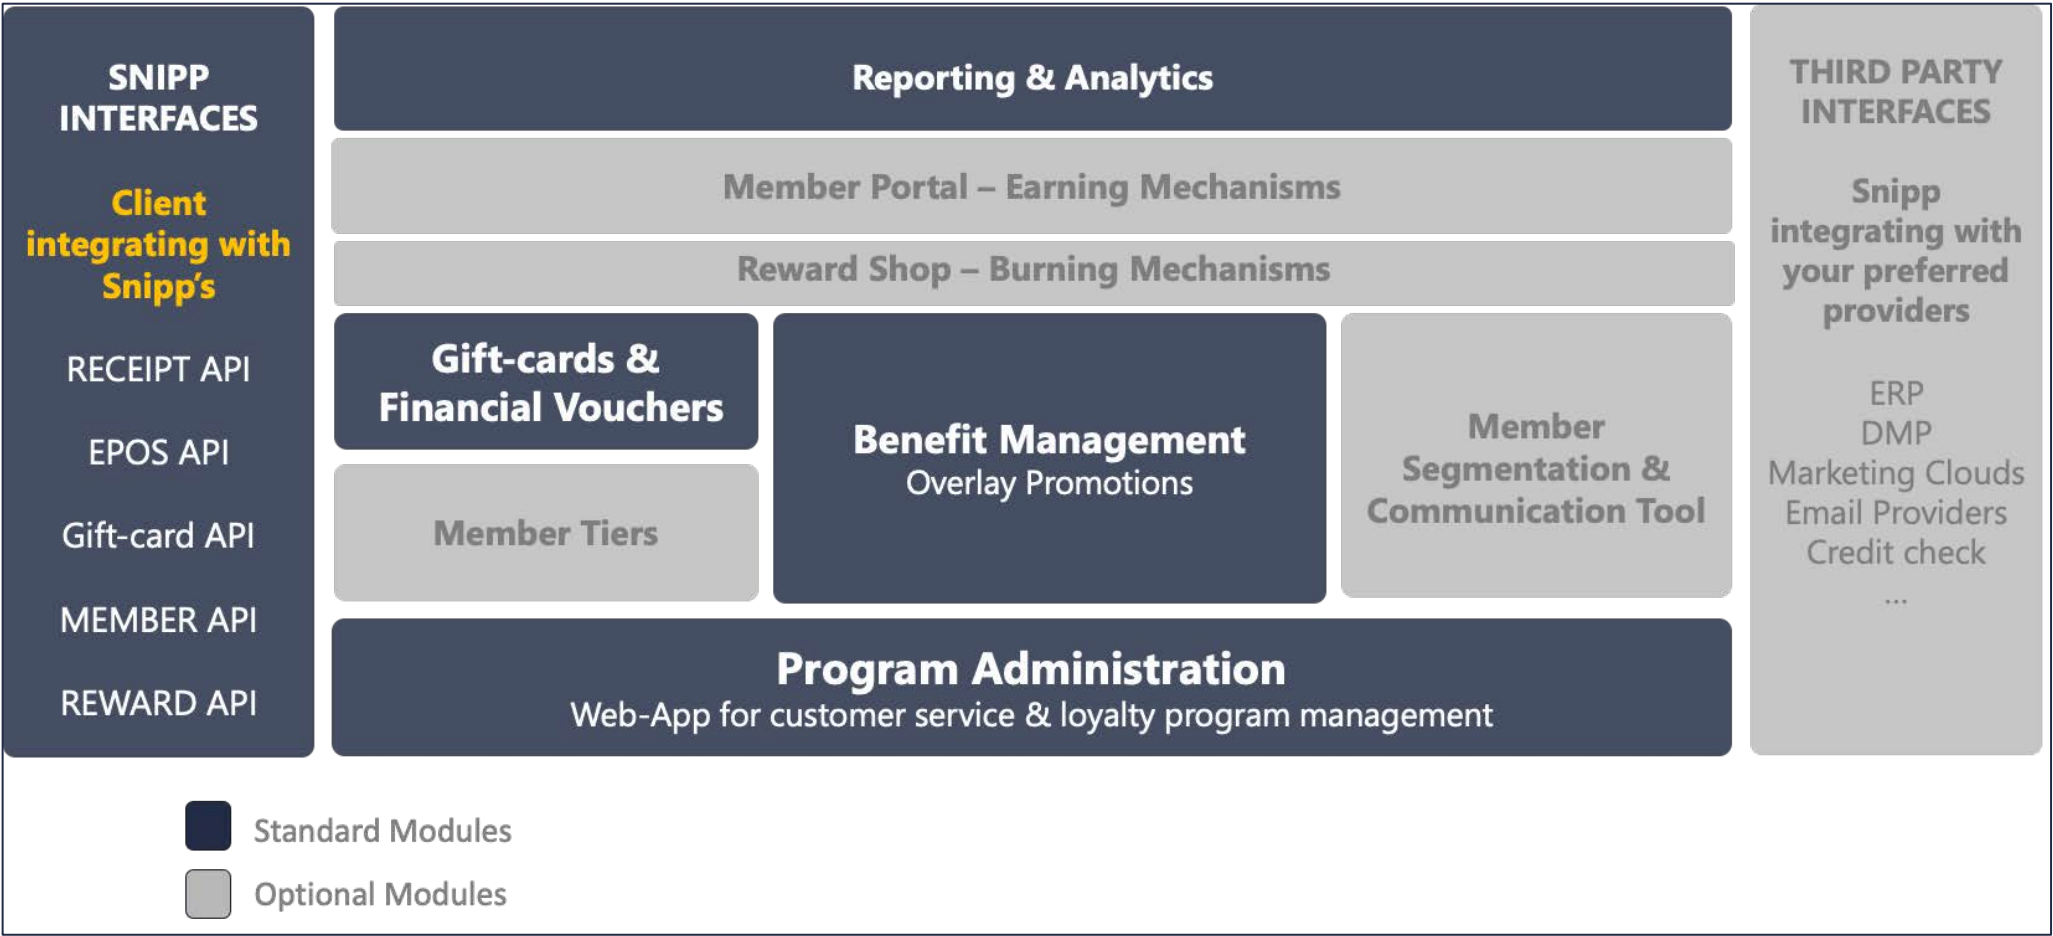 SNIPP
INTERFACES
Client
integrating with
Snipp’s
RECEIPT API
EPOS API
Gift-card API
MEMBER API
REWARD API
Reporting & Analytics
Member Portal – Earning Mechanisms
Reward Shop – Burning Mechanisms
Gift-cards &
Financial Vouchers
Member Tiers
Benefit Management
Overlay Promotions
Member
Segmentation &
Communication Tool
Program Administration
Web-App for customer service & loyalty program management
THIRD PARTY
INTERFACES
Snipp
integrating with
your preferred
providers
ERP
DMP
Marketing Clouds
Email Providers
Credit check
...
Standard Modules
Optional Modules